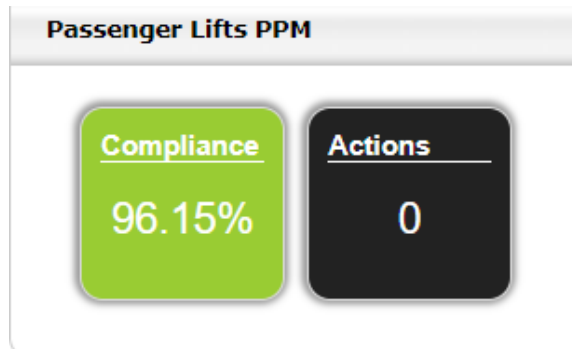 Passenger Lifts PPM
Compliance
96.15%
Actions
0